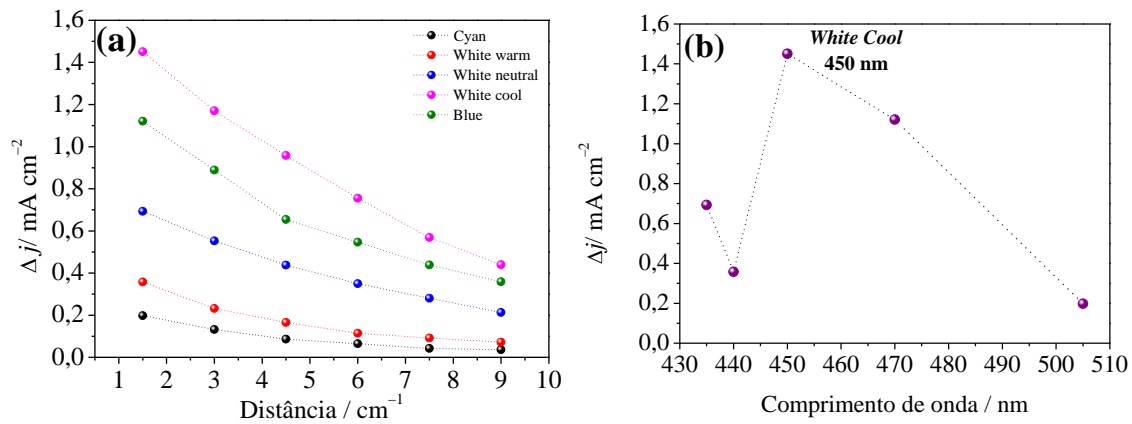 (a)
1,6
1,4
1,2
1,0
0,8
0,6
0,4
0,2
0,0
Δ j/ mA cm⁻²
Cyan
White warm
White neutral
White cool
Blue
1 2 3 4 5 6 7 8 9 10
Distância / cm⁻¹
(b)
1,6
1,4
1,2
1,0
0,8
0,6
0,4
0,2
0,0
Δj/ mA cm⁻²
White Cool
450 nm
430 440 450 460 470 480 490 500 510
Comprimento de onda / nm